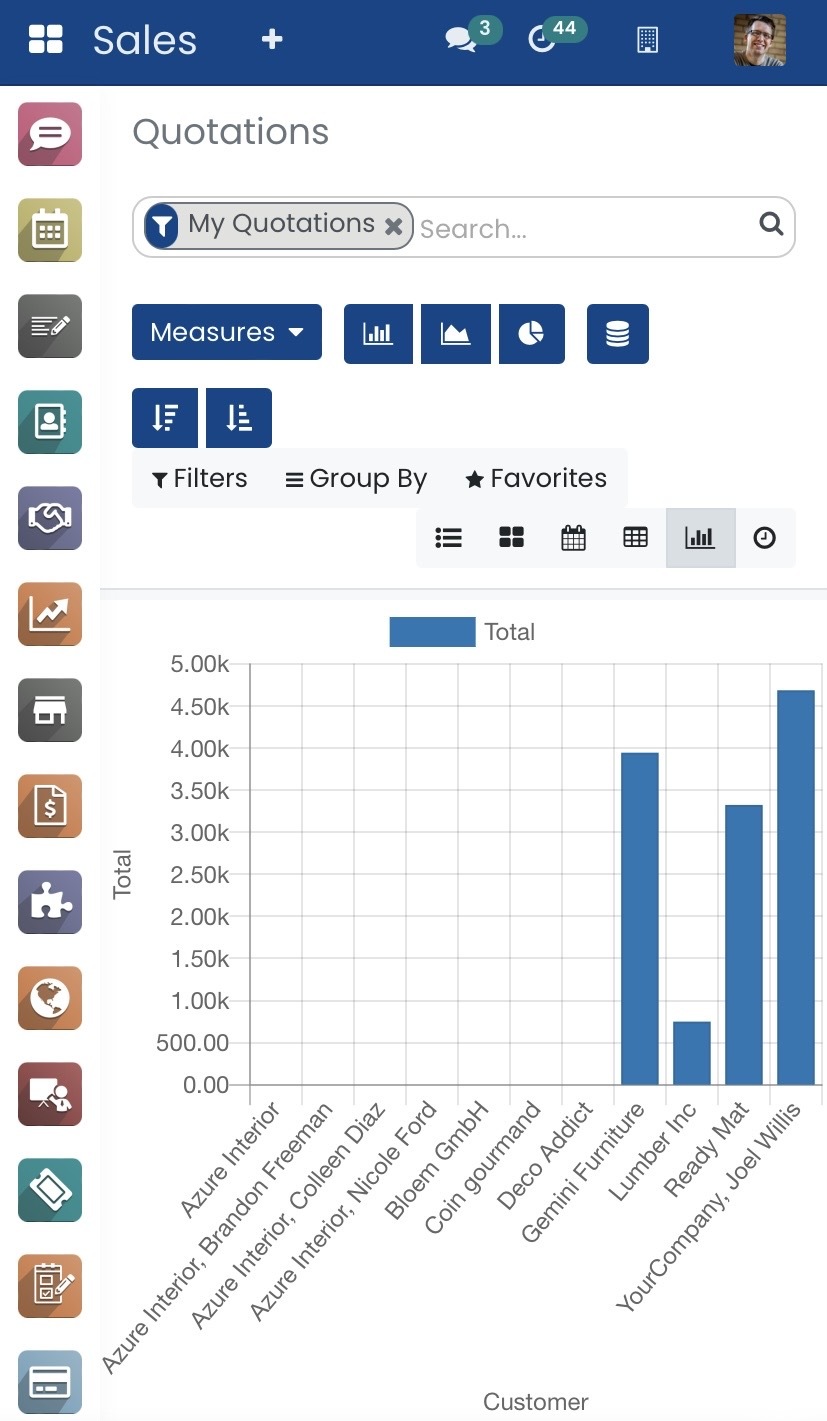 Sales 3 44
Quotations
My Quotations Search...
Measures
Filters Group By Favorites
Total
5.00k
4.50k
4.00k
3.50k
3.00k
2.50k
2.00k
1.50k
1.00k
500.00
0.00
Total
Azure Interior
Azure Interior, Brandon Freeman
Azure Interior, Colleen Diaz
Azure Interior, Nicole Ford
Bloem GmbH
Coin gourmand
Deco Addict
Gemini Furniture
Lumber Inc
Ready Mat
YourCompany, Joel Willis
Customer